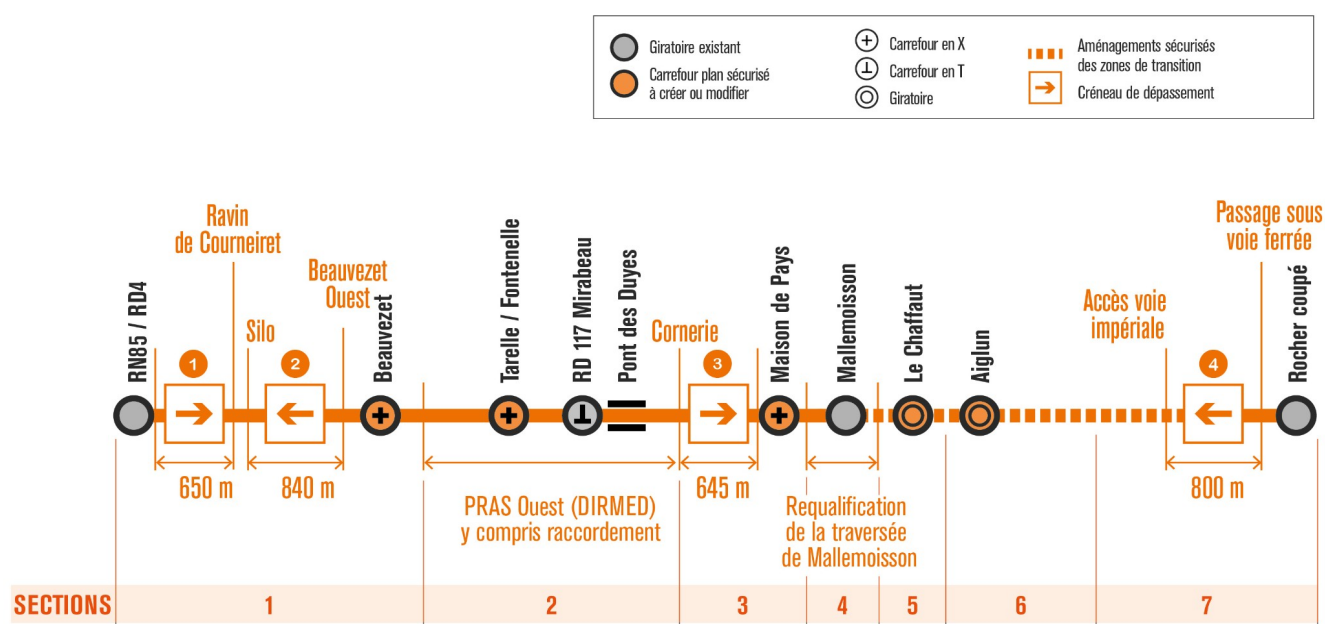 Giratoire existant
Carrefour plan sécurisé
à créer ou modifier
Carrefour en X
Carrefour en T
Giratoire
Aménagements sécurisés
des zones de transition
Créneau de dépassement
RN85 / RD4
Ravin
de Courneiret
Silo
Beauvezet
Ouest
Beauvezet
Tarelle / Fontenelle
RD 117 Mirabeau
Pont des Duyes
Cornerie
Maison de Pays
Mallemoisson
Le Chaffaut
Aiglun
Accès voie
impériale
Passage sous
voie ferrée
Rocher coupé
1
2
3
4
650 m
840 m
645 m
800 m
PRAS Ouest (DIRMED)
y compris raccordement
Requalification
de la traversée
de Mallemoisson
SECTIONS 1 2 3 4 5 6 7